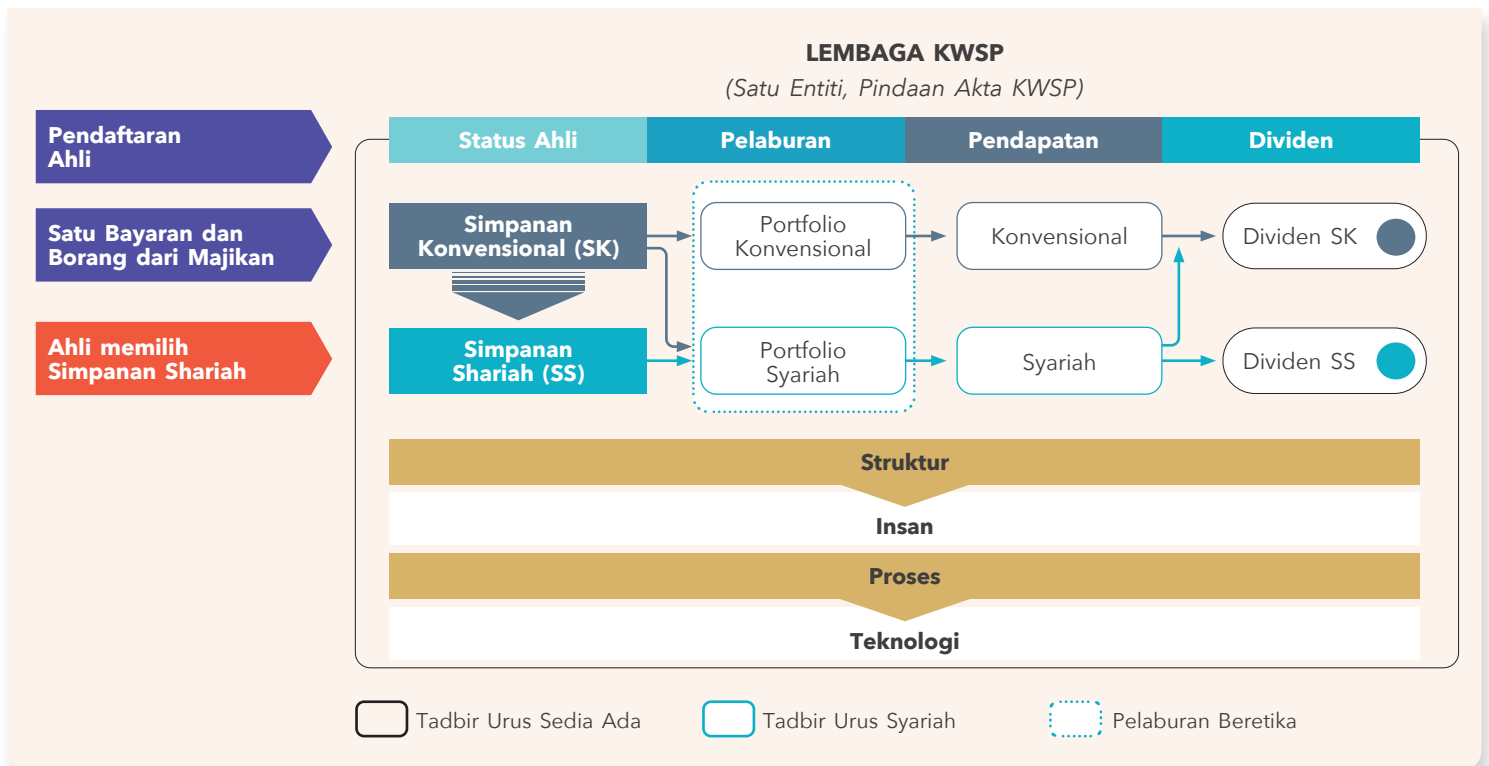 LEMBAGA KWSP
(Satu Entiti, Pindaan Akta KWSP)
Pendaftaran
Ahli
Satu Bayaran dan
Borang dari Majikan
Ahli memilih
Simpanan Shariah
Status Ahli
Pelaburan
Pendapatan
Dividen
Simpanan
Konvensional (SK)
Portfolio
Konvensional
Konvensional
Dividen SK
Simpanan
Shariah (SS)
Portfolio
Syariah
Syariah
Dividen SS
Struktur
Insan
Proses
Teknologi
Tadbir Urus Sedia Ada
Tadbir Urus Syariah
Pelaburan Beretika